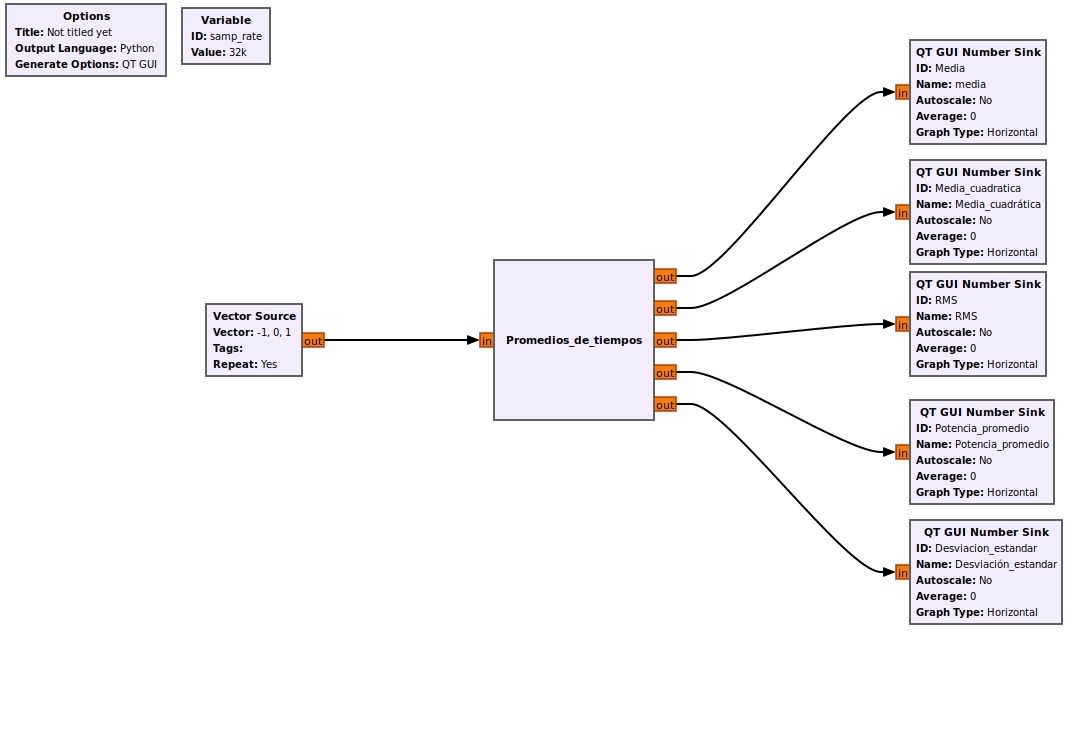 Options
Title: Not titled yet
Output Language: Python
Generate Options: QT GUI
Variable
ID: samp_rate
Value: 32k
QT GUI Number Sink
ID: Media
Name: media
Autoscale: No
Average: 0
Graph Type: Horizontal
in
QT GUI Number Sink
ID: Media_cuadratica
Name: Media_cuadrática
Autoscale: No
Average: 0
Graph Type: Horizontal
in
QT GUI Number Sink
ID: RMS
Name: RMS
Autoscale: No
Average: 0
Graph Type: Horizontal
in
Vector Source
Vector: -1, 0, 1
Tags:
Repeat: Yes
out
in
Promedios_de_tiempos
out
out
out
out
out
QT GUI Number Sink
ID: Potencia_promedio
Name: Potencia_promedio
Autoscale: No
Average: 0
Graph Type: Horizontal
in
QT GUI Number Sink
ID: Desviacion_estandar
Name: Desviación_estandar
Autoscale: No
Average: 0
Graph Type: Horizontal
in